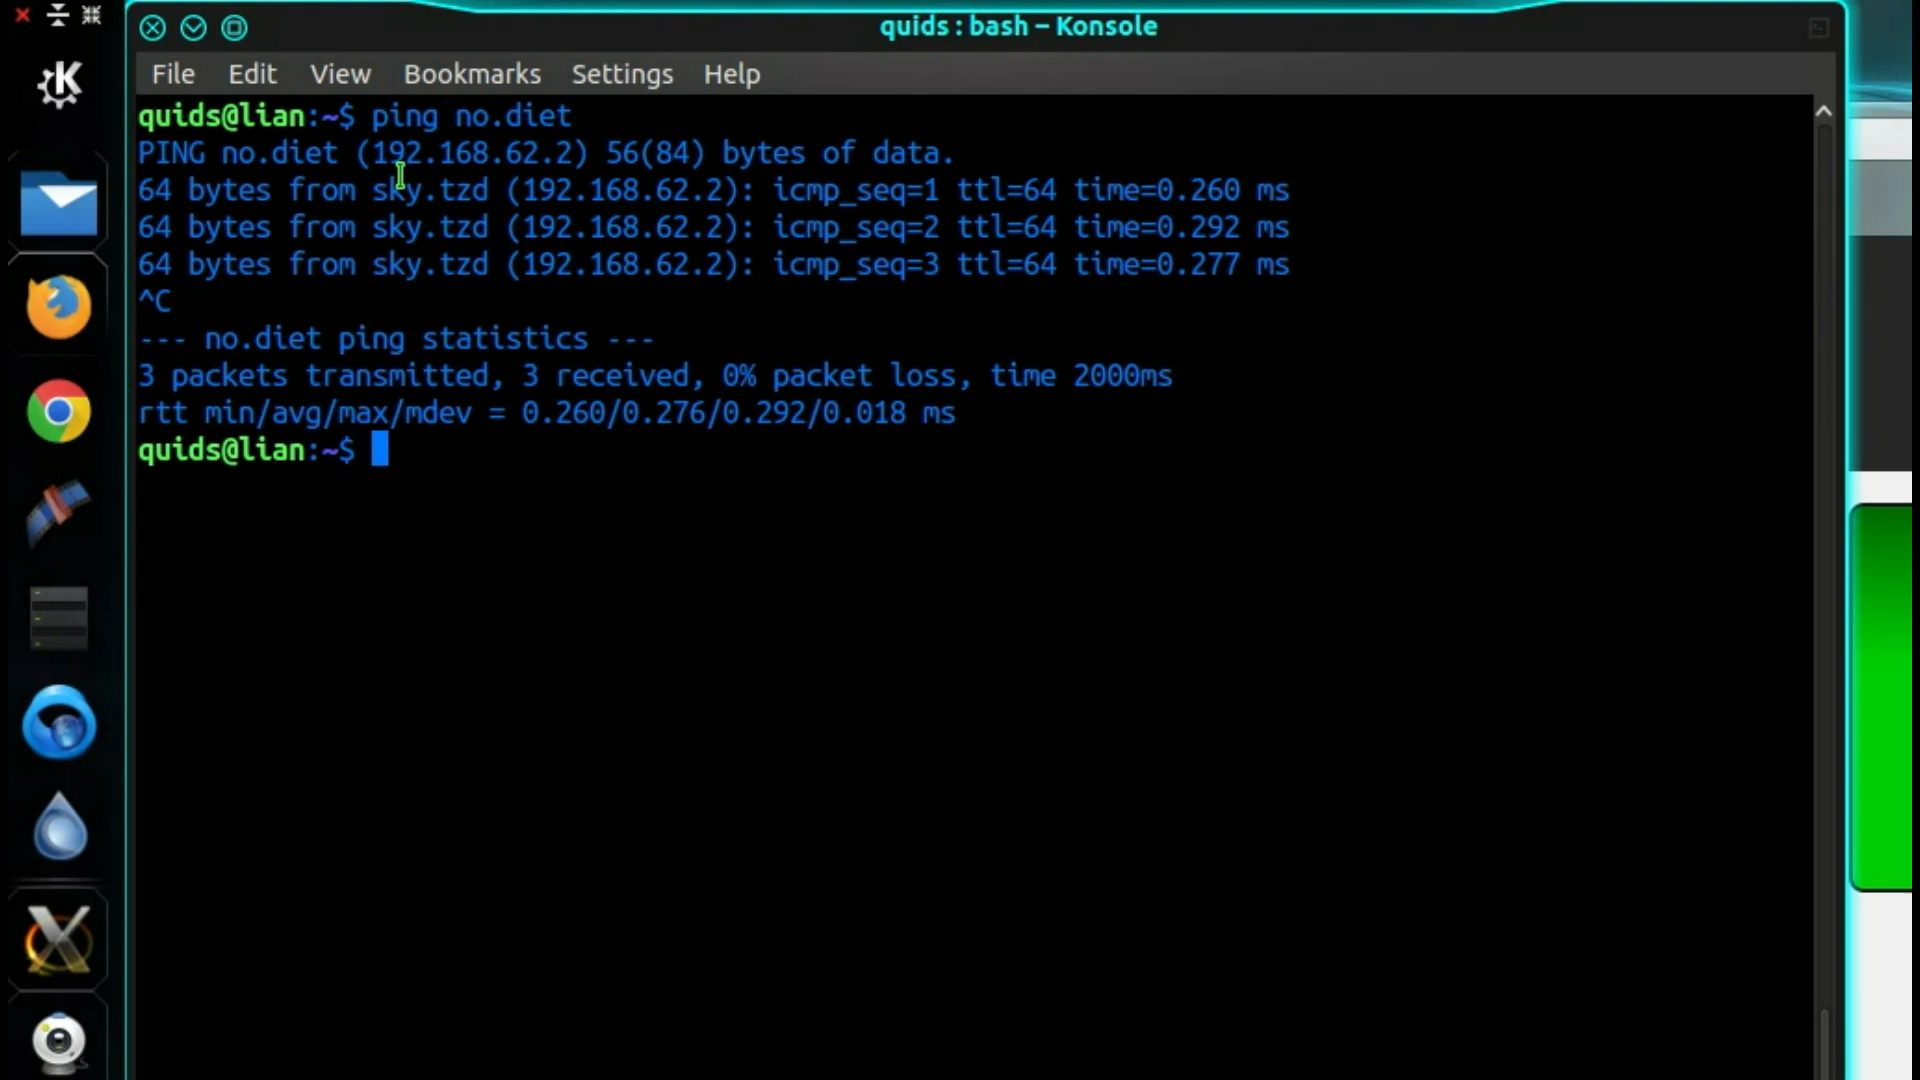 quids : bash – Konsole
File Edit View Bookmarks Settings Help
quids@lian:~$ ping no.diet
PING no.diet (192.168.62.2) 56(84) bytes of data.
64 bytes from sky.tzd (192.168.62.2): icmp_seq=1 ttl=64 time=0.260 ms
64 bytes from sky.tzd (192.168.62.2): icmp_seq=2 ttl=64 time=0.292 ms
64 bytes from sky.tzd (192.168.62.2): icmp_seq=3 ttl=64 time=0.277 ms
^C
--- no.diet ping statistics ---
3 packets transmitted, 3 received, 0% packet loss, time 2000ms
rtt min/avg/max/mdev = 0.260/0.276/0.292/0.018 ms
quids@lian:~$